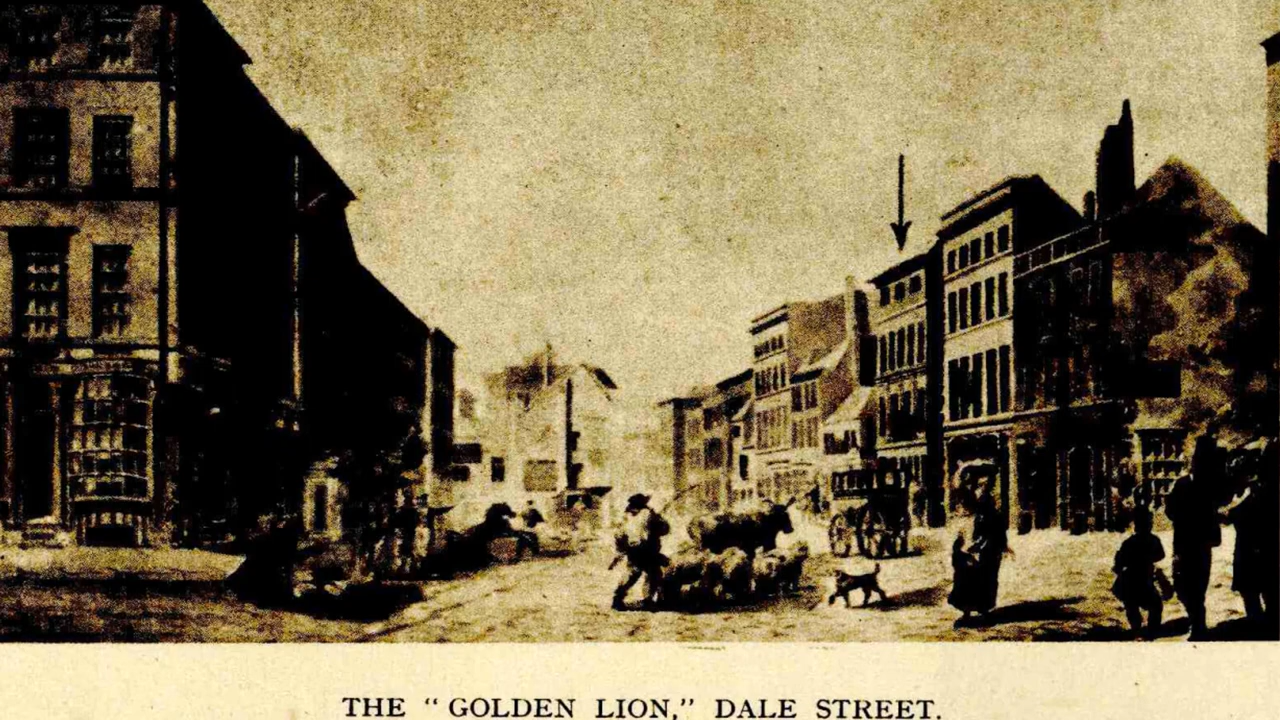 THE “GOLDEN LION,” DALE STREET.